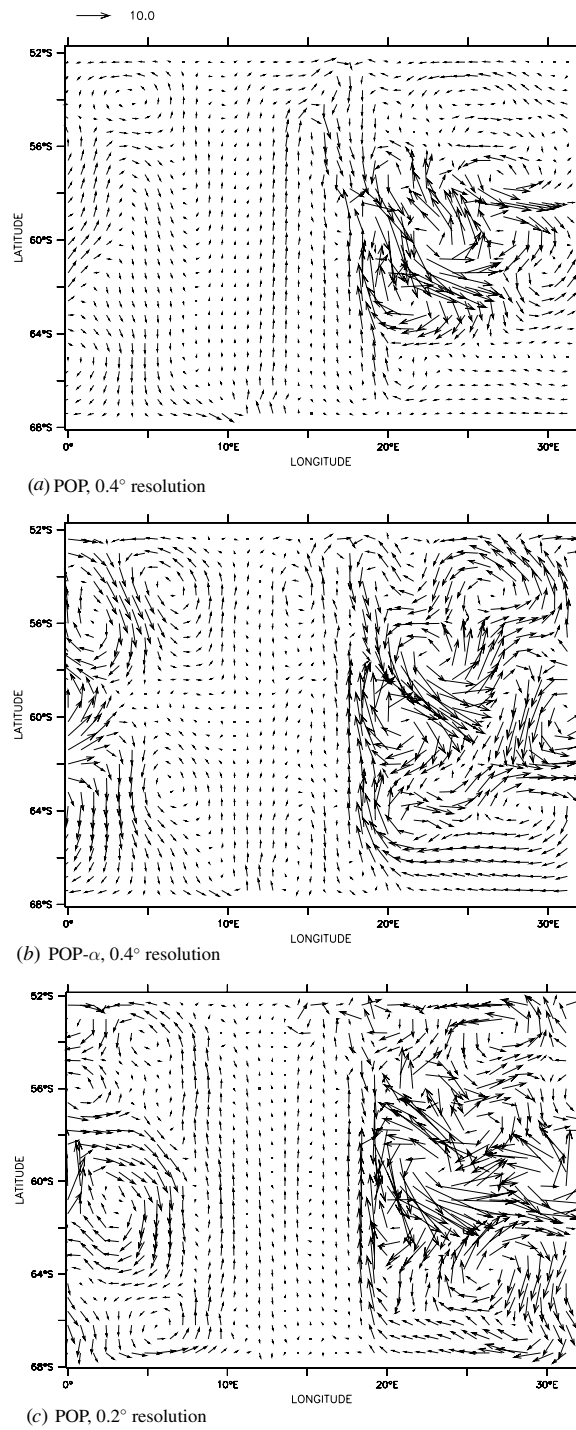 10.0
52°S
56°S
60°S
64°S
68°S
LATITUDE
0° 10°E 20°E 30°E
LONGITUDE
(a) POP, 0.4° resolution
52°S
56°S
60°S
64°S
68°S
LATITUDE
0° 10°E 20°E 30°E
LONGITUDE
(b) POP-α, 0.4° resolution
52°S
56°S
60°S
64°S
68°S
LATITUDE
0° 10°E 20°E 30°E
LONGITUDE
(c) POP, 0.2° resolution